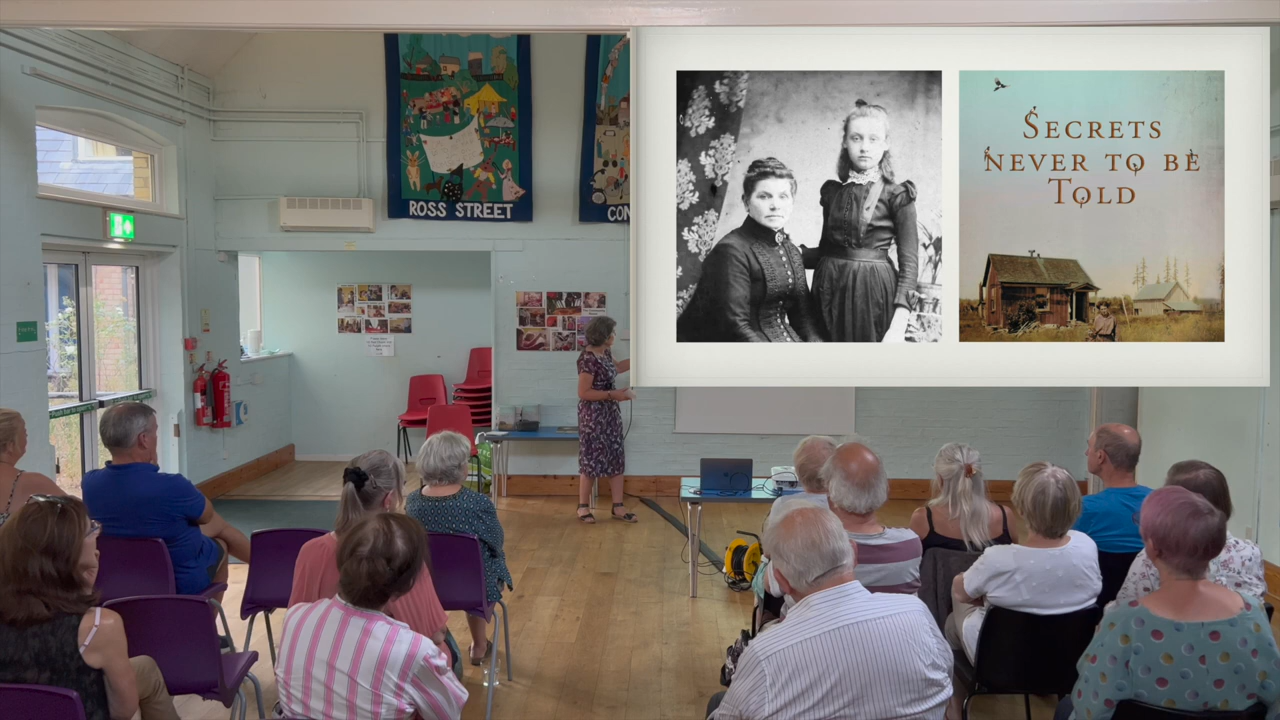 ROSS STREET
CON
SECRETS
NEVER TO BE
TOLD